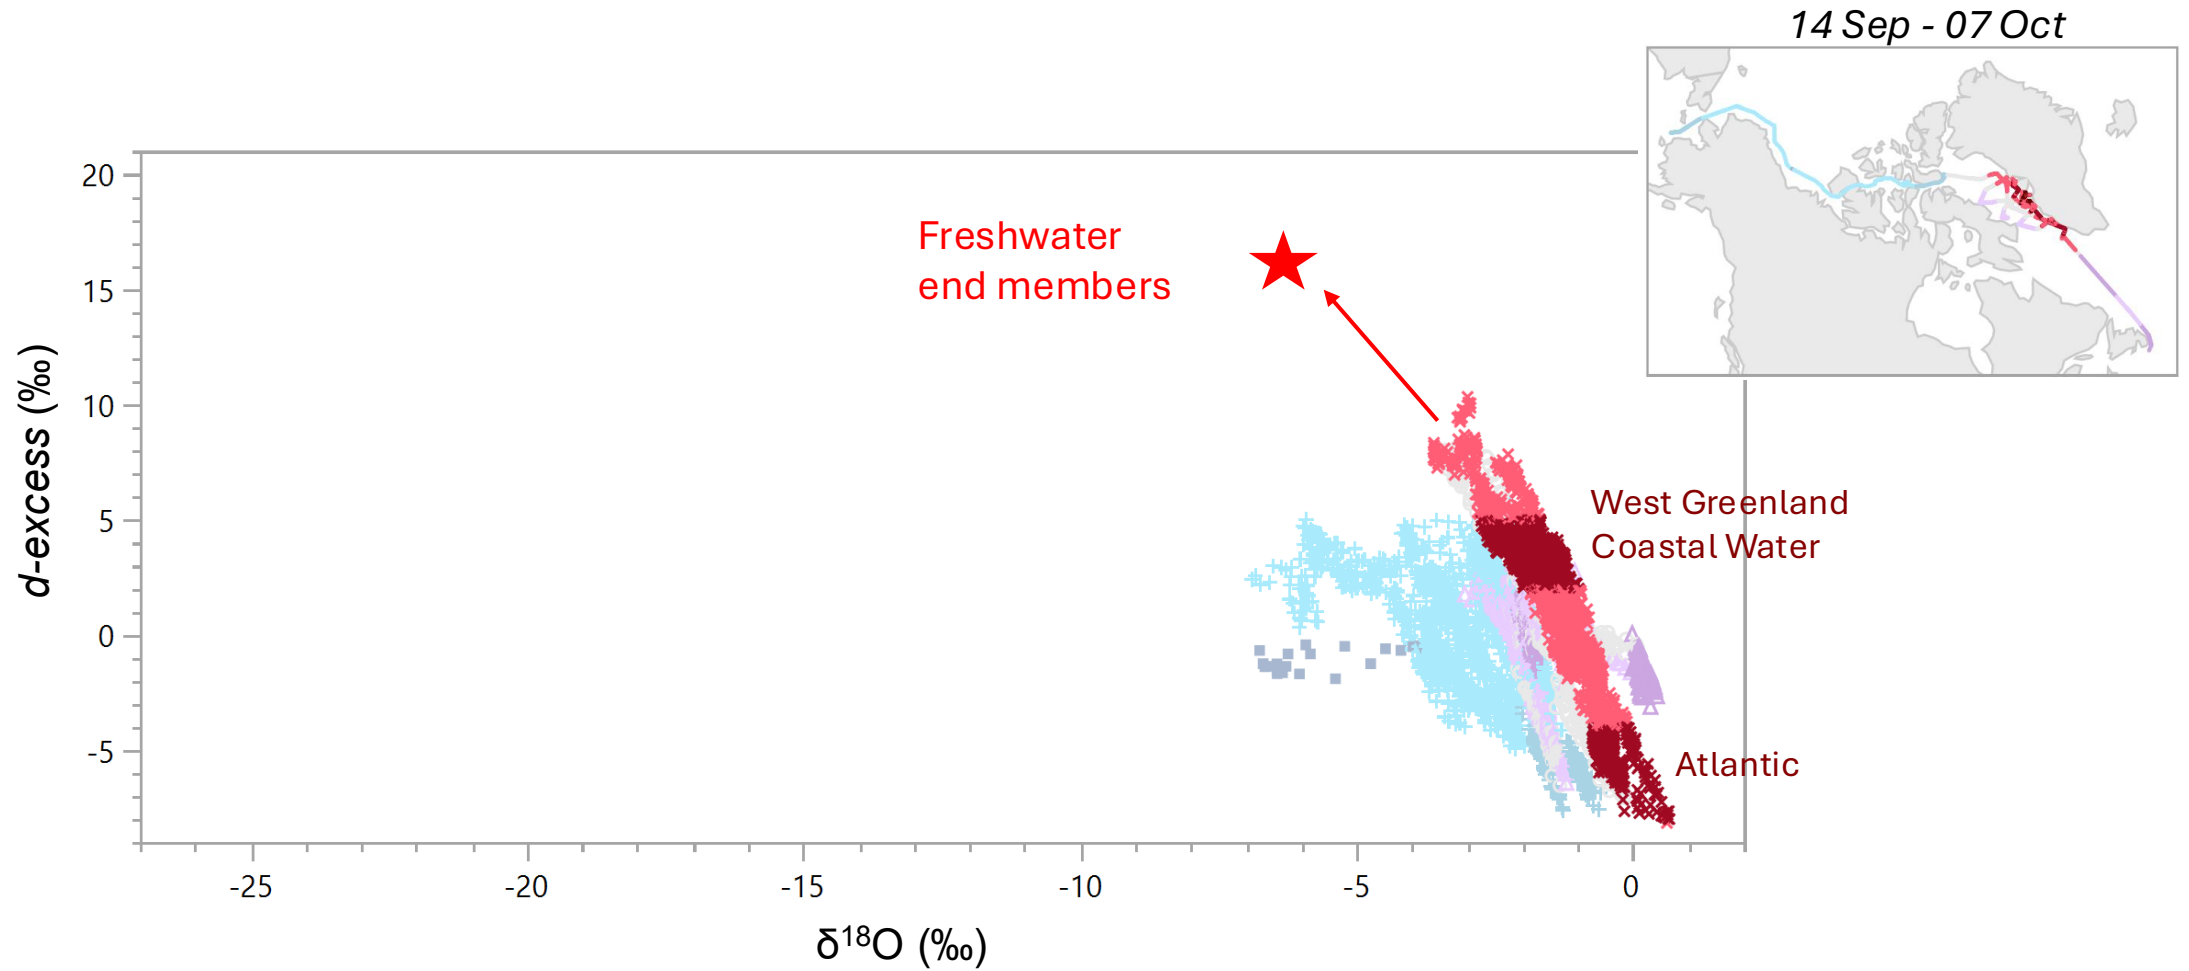 14 Sep - 07 Oct
20
15
10
5
0
-5
d-excess (‰)
Freshwater
end members
West Greenland
Coastal Water
Atlantic
-25
-20
-15
-10
-5
0
δ¹⁸O (‰)